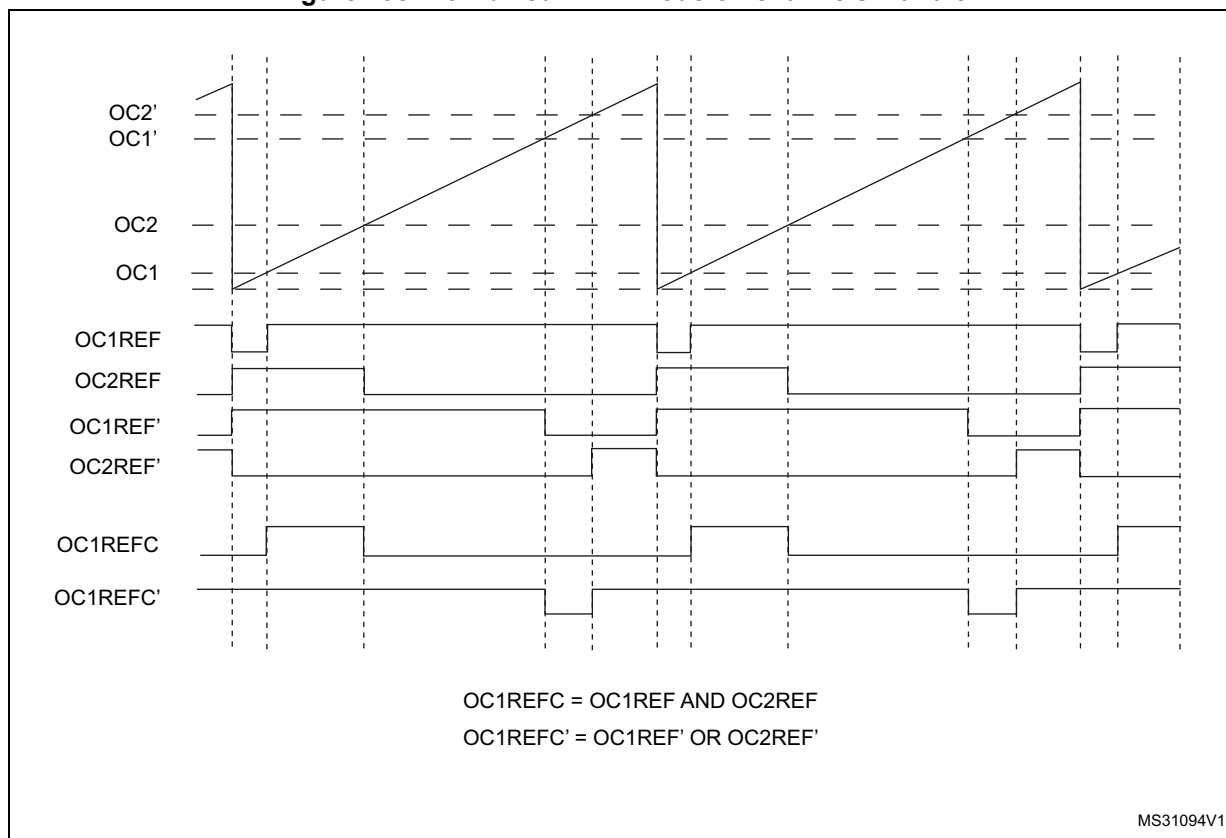 OC2’
OC1’
OC2
OC1
OC1REF
OC2REF
OC1REF’
OC2REF’
OC1REFC
OC1REFC’
OC1REFC = OC1REF AND OC2REF
OC1REFC’ = OC1REF’ OR OC2REF’
MS31094V1